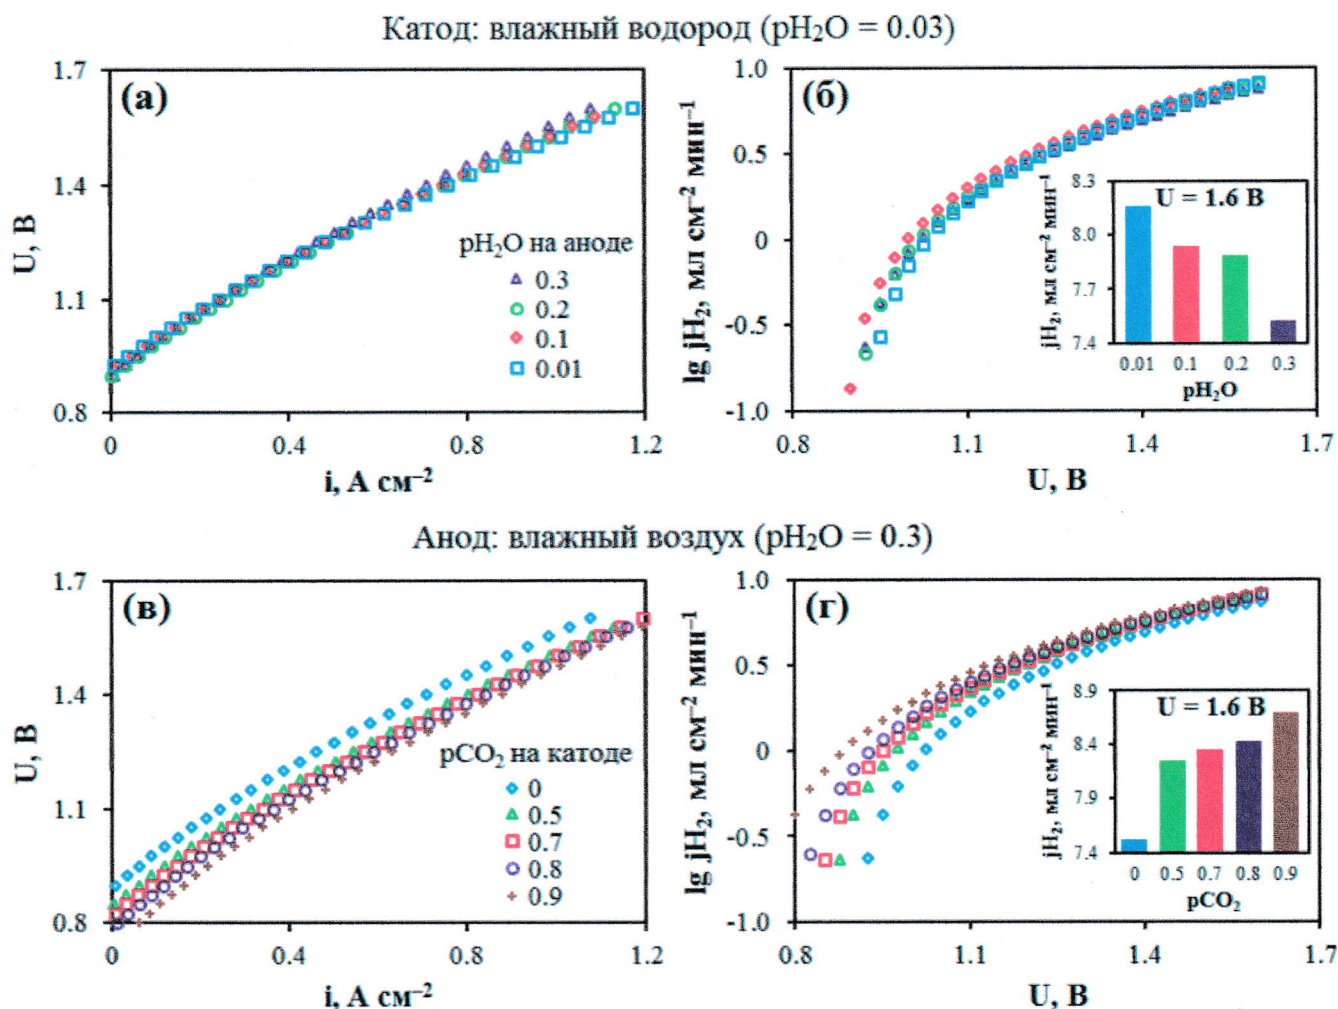 Катод: влажный водород (pH₂O = 0.03)
(а)
U, В
1.7
1.4
1.1
0.8
0
0.4
0.8
1.2
i, А см⁻²
pH₂O на аноде
0.3
0.2
0.1
0.01
(б)
lg jH₂, мл см⁻² мин⁻¹
1.0
0.5
0
-0.5
-1.0
0.8
1.1
1.4
1.7
U, В
U = 1.6 В
jH₂, мл см⁻² мин⁻¹
8.3
8.0
7.7
7.4
0.01
0.1
0.2
0.3
pH₂O
Анод: влажный воздух (pH₂O = 0.3)
(в)
U, В
1.7
1.4
1.1
0.8
0
0.4
0.8
1.2
i, А см⁻²
pCO₂ на катоде
0
0.5
0.7
0.8
0.9
(г)
lg jH₂, мл см⁻² мин⁻¹
1.0
0.5
0
-0.5
-1.0
0.8
1.1
1.4
1.7
U, В
U = 1.6 В
jH₂, мл см⁻² мин⁻¹
8.9
8.4
7.9
7.4
0
0.5
0.7
0.8
0.9
pCO₂